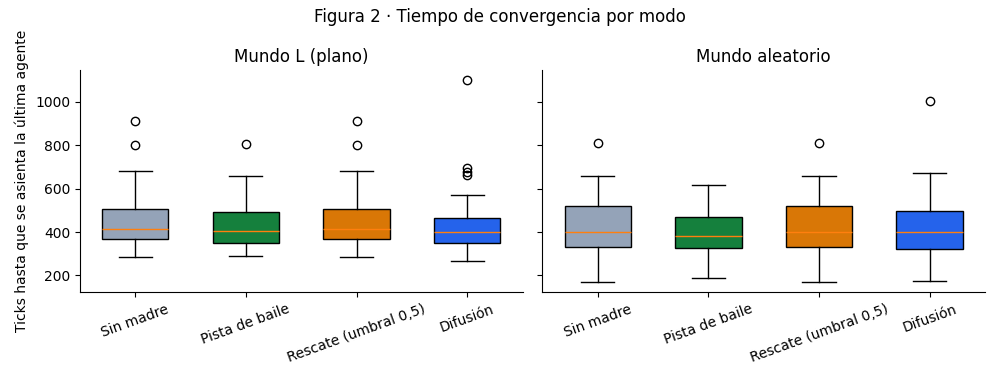 Figura 2 · Tiempo de convergencia por modo
Mundo L (plano)
Mundo aleatorio
Ticks hasta que se asienta la última agente
1000
800
600
400
200
Sin madre
Pista de baile
Rescate (umbral 0,5)
Difusión
Sin madre
Pista de baile
Rescate (umbral 0,5)
Difusión